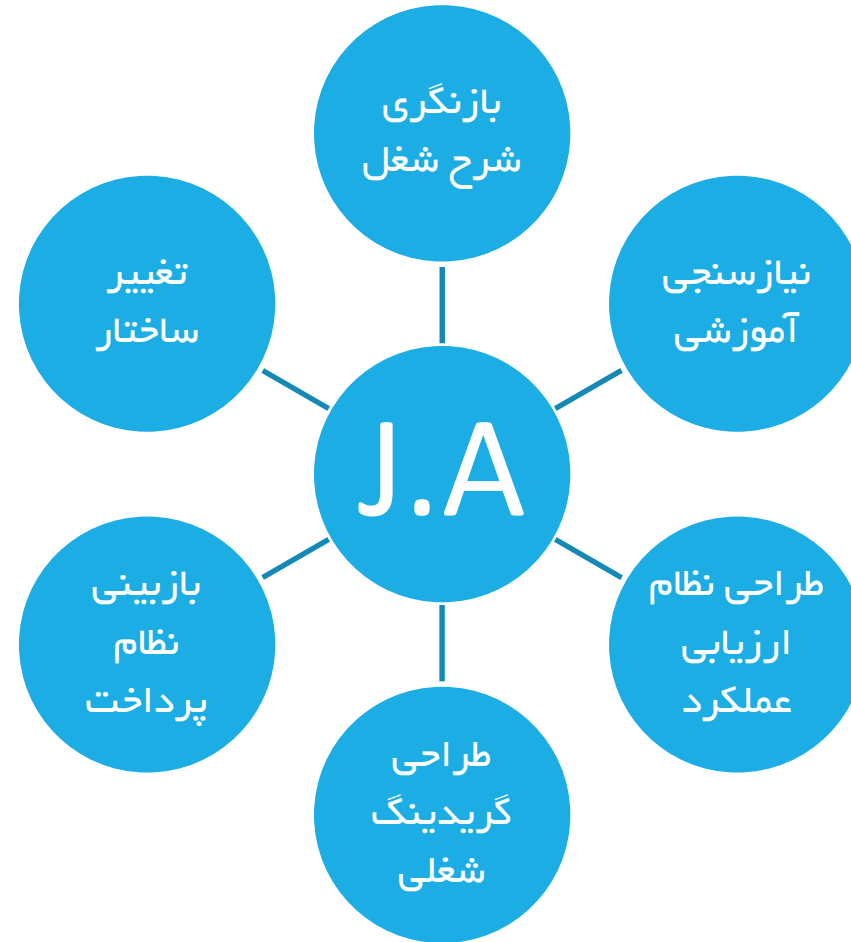 بازنگری
شرح شغل
نیازسنجی
آموزشی
طراحی نظام
ارزیابی
عملکرد
طراحی
گریدینگ
شغلی
بازبینی
نظام
پرداخت
تغییر
ساختار
J.A